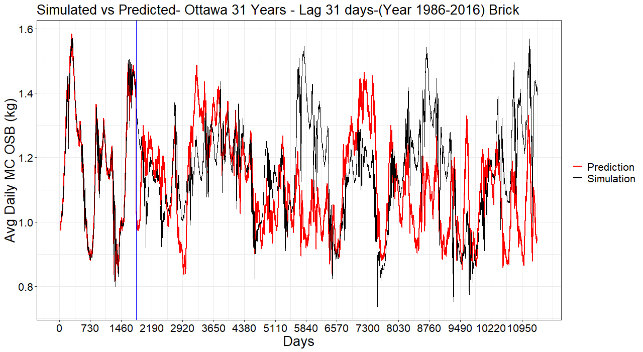 Simulated vs Predicted- Ottawa 31 Years - Lag 31 days-(Year 1986-2016) Brick
Avg Daily MC OSB (kg)
1.6
1.4
1.2
1.0
0.8
0 730 1460 2190 2920 3650 4380 5110 5840 6570 7300 8030 8760 9490 10220 10950
Days
Prediction
Simulation